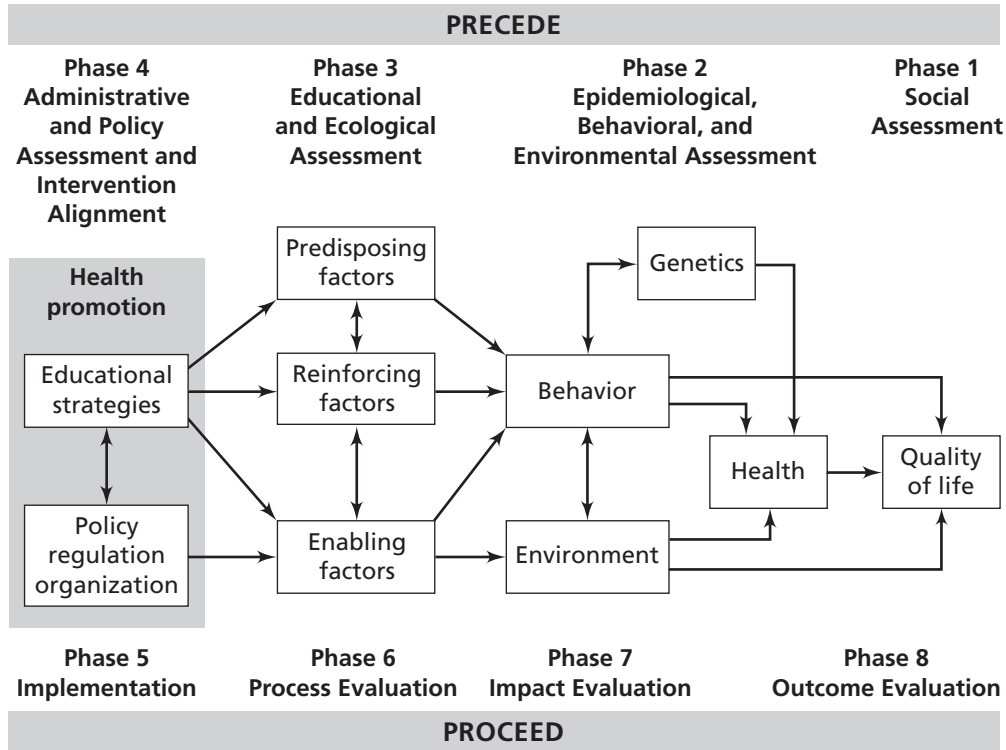 PRECEDE
Phase 4
Administrative
and Policy
Assessment and
Intervention
Alignment
Phase 3
Educational
and Ecological
Assessment
Phase 2
Epidemiological,
Behavioral, and
Environmental Assessment
Phase 1
Social
Assessment
Health
promotion
Educational
strategies
Policy
regulation
organization
Predisposing
factors
Reinforcing
factors
Enabling
factors
Genetics
Behavior
Environment
Health
Quality
of life
Phase 5
Implementation
Phase 6
Process Evaluation
Phase 7
Impact Evaluation
Phase 8
Outcome Evaluation
PROCEED